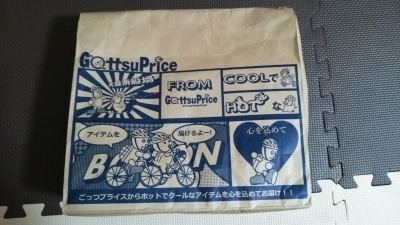 GottsuPrice
FROM
GottsuPrice
COOLで
HOTな
アイテムを
届けるよー!
心を込めて
ごっつプライスからホットでクールなアイテムを心を込めてお届け!!